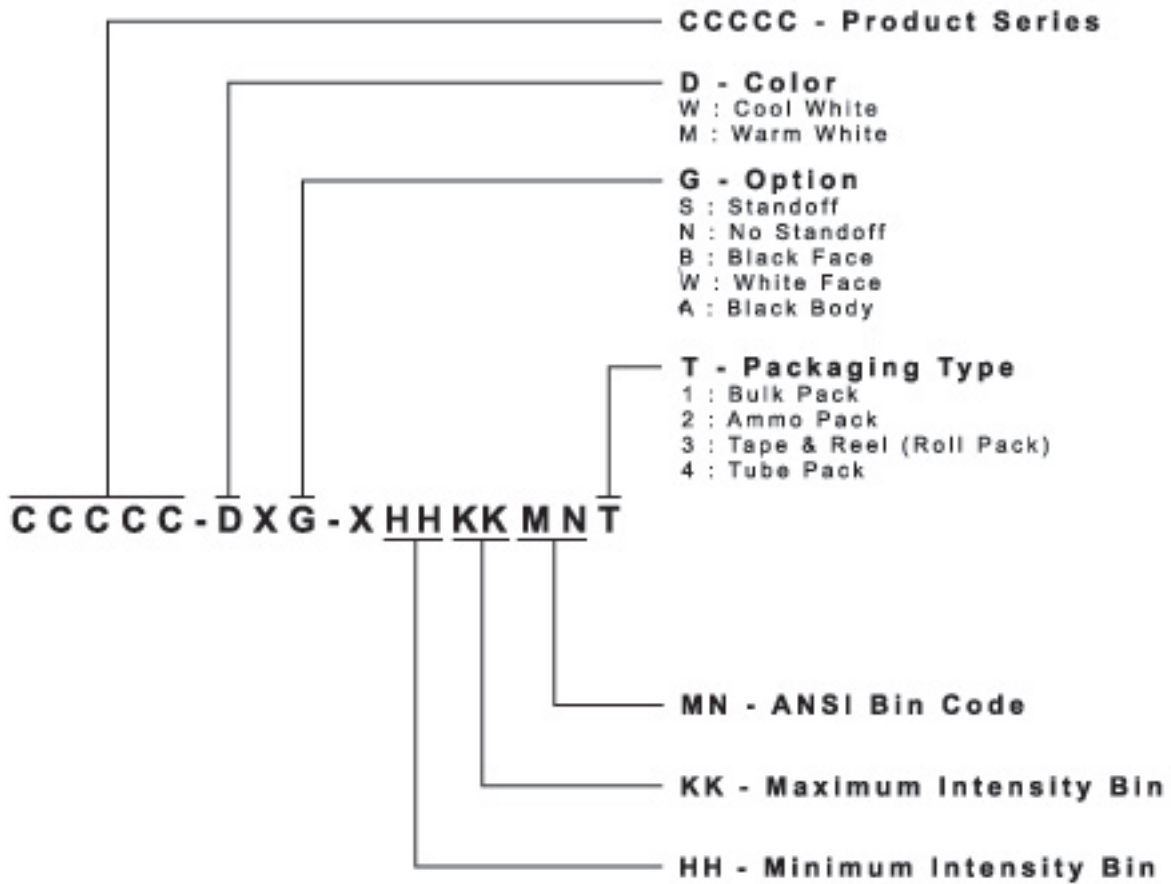 CCCCC - Product Series
D - Color
W : Cool White
M : Warm White
G - Option
S : Standoff
N : No Standoff
B : Black Face
W : White Face
A : Black Body
T - Packaging Type
1 : Bulk Pack
2 : Ammo Pack
3 : Tape & Reel (Roll Pack)
4 : Tube Pack
CCCCC-DXG-XHHKKMNT
MN - ANSI Bin Code
KK - Maximum Intensity Bin
HH - Minimum Intensity Bin